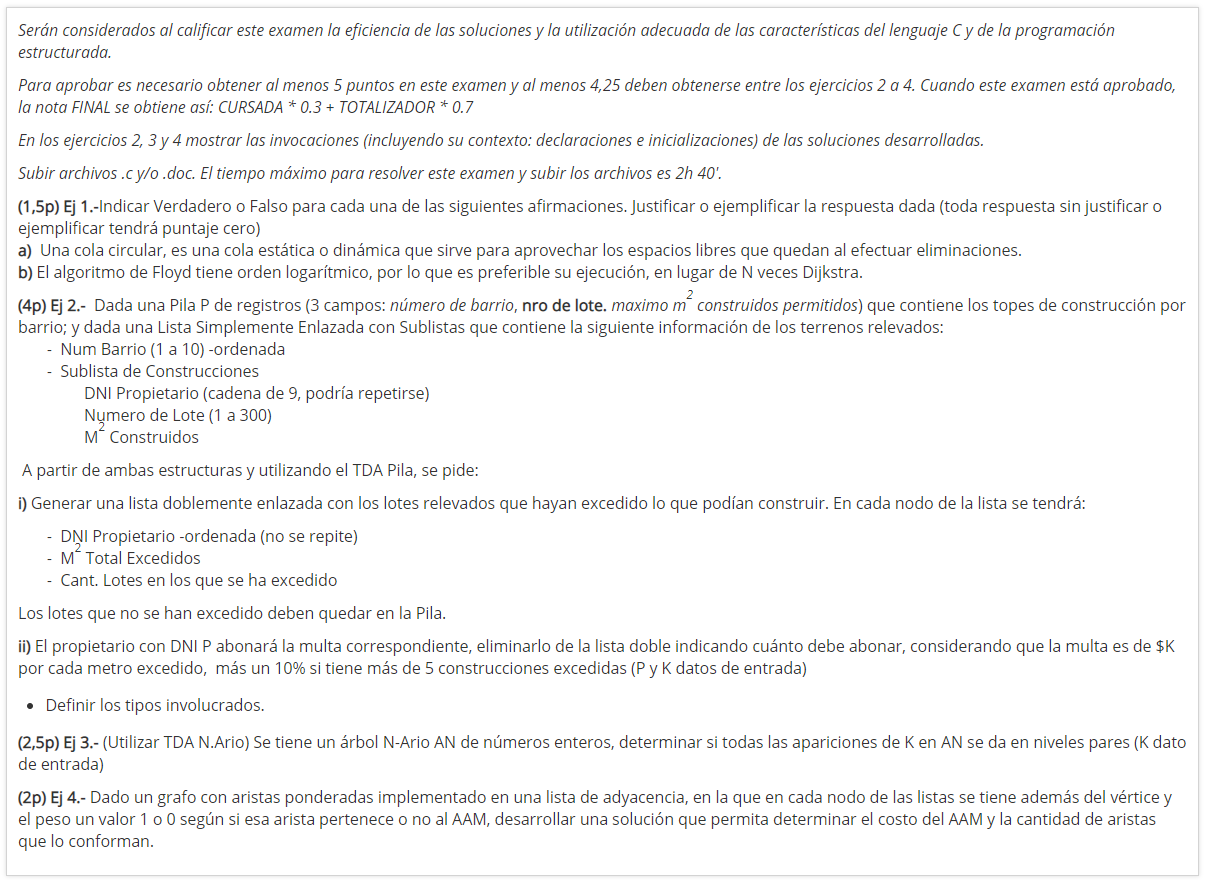 Serán considerados al calificar este examen la eficiencia de las soluciones y la utilización adecuada de las características del lenguaje C y de la programación
estructurada.
Para aprobar es necesario obtener al menos 5 puntos en este examen y al menos 4,25 deben obtenerse entre los ejercicios 2 a 4. Cuando este examen está aprobado,
la nota FINAL se obtiene así: CURSADA * 0.3 + TOTALIZADOR * 0.7
En los ejercicios 2, 3 y 4 mostrar las invocaciones (incluyendo su contexto: declaraciones e inicializaciones) de las soluciones desarrolladas.
Subir archivos .c y/o .doc. El tiempo máximo para resolver este examen y subir los archivos es 2h 40'.
(1,5p) Ej 1.-Indicar Verdadero o Falso para cada una de las siguientes afirmaciones. Justificar o ejemplificar la respuesta dada (toda respuesta sin justificar o
ejemplificar tendrá puntaje cero)
a) Una cola circular, es una cola estática o dinámica que sirve para aprovechar los espacios libres que quedan al efectuar eliminaciones.
b) El algoritmo de Floyd tiene orden logarítmico, por lo que es preferible su ejecución, en lugar de N veces Dijkstra.
(4p) Ej 2.- Dada una Pila P de registros (3 campos: número de barrio, nro de lote. maximo m² construidos permitidos) que contiene los topes de construcción por
barrio; y dada una Lista Simplemente Enlazada con Sublistas que contiene la siguiente información de los terrenos relevados:
- Num Barrio (1 a 10) -ordenada
- Sublista de Construcciones
DNI Propietario (cadena de 9, podría repetirse)
Numero de Lote (1 a 300)
M² Construidos
A partir de ambas estructuras y utilizando el TDA Pila, se pide:
i) Generar una lista doblemente enlazada con los lotes relevados que hayan excedido lo que podían construir. En cada nodo de la lista se tendrá:
- DNI Propietario -ordenada (no se repite)
- M² Total Excedidos
- Cant. Lotes en los que se ha excedido
Los lotes que no se han excedido deben quedar en la Pila.
ii) El propietario con DNI P abonará la multa correspondiente, eliminarlo de la lista doble indicando cuánto debe abonar, considerando que la multa es de $K
por cada metro excedido, más un 10% si tiene más de 5 construcciones excedidas (P y K datos de entrada)
• Definir los tipos involucrados.
(2,5p) Ej 3.- (Utilizar TDA N.Ario) Se tiene un árbol N-Ario AN de números enteros, determinar si todas las apariciones de K en AN se da en niveles pares (K dato
de entrada)
(2p) Ej 4.- Dado un grafo con aristas ponderadas implementado en una lista de adyacencia, en la que en cada nodo de las listas se tiene además del vértice y
el peso un valor 1 o 0 según si esa arista pertenece o no al AAM, desarrollar una solución que permita determinar el costo del AAM y la cantidad de aristas
que lo conforman.